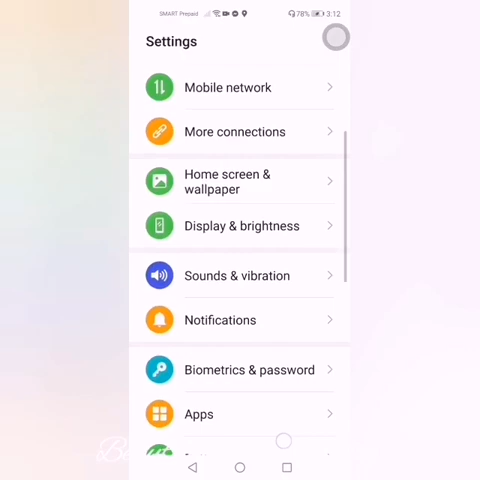 SMART Prepaid 78% 3:12
Settings
Mobile network
More connections
Home screen &
wallpaper
Display & brightness
Sounds & vibration
Notifications
Biometrics & password
Apps